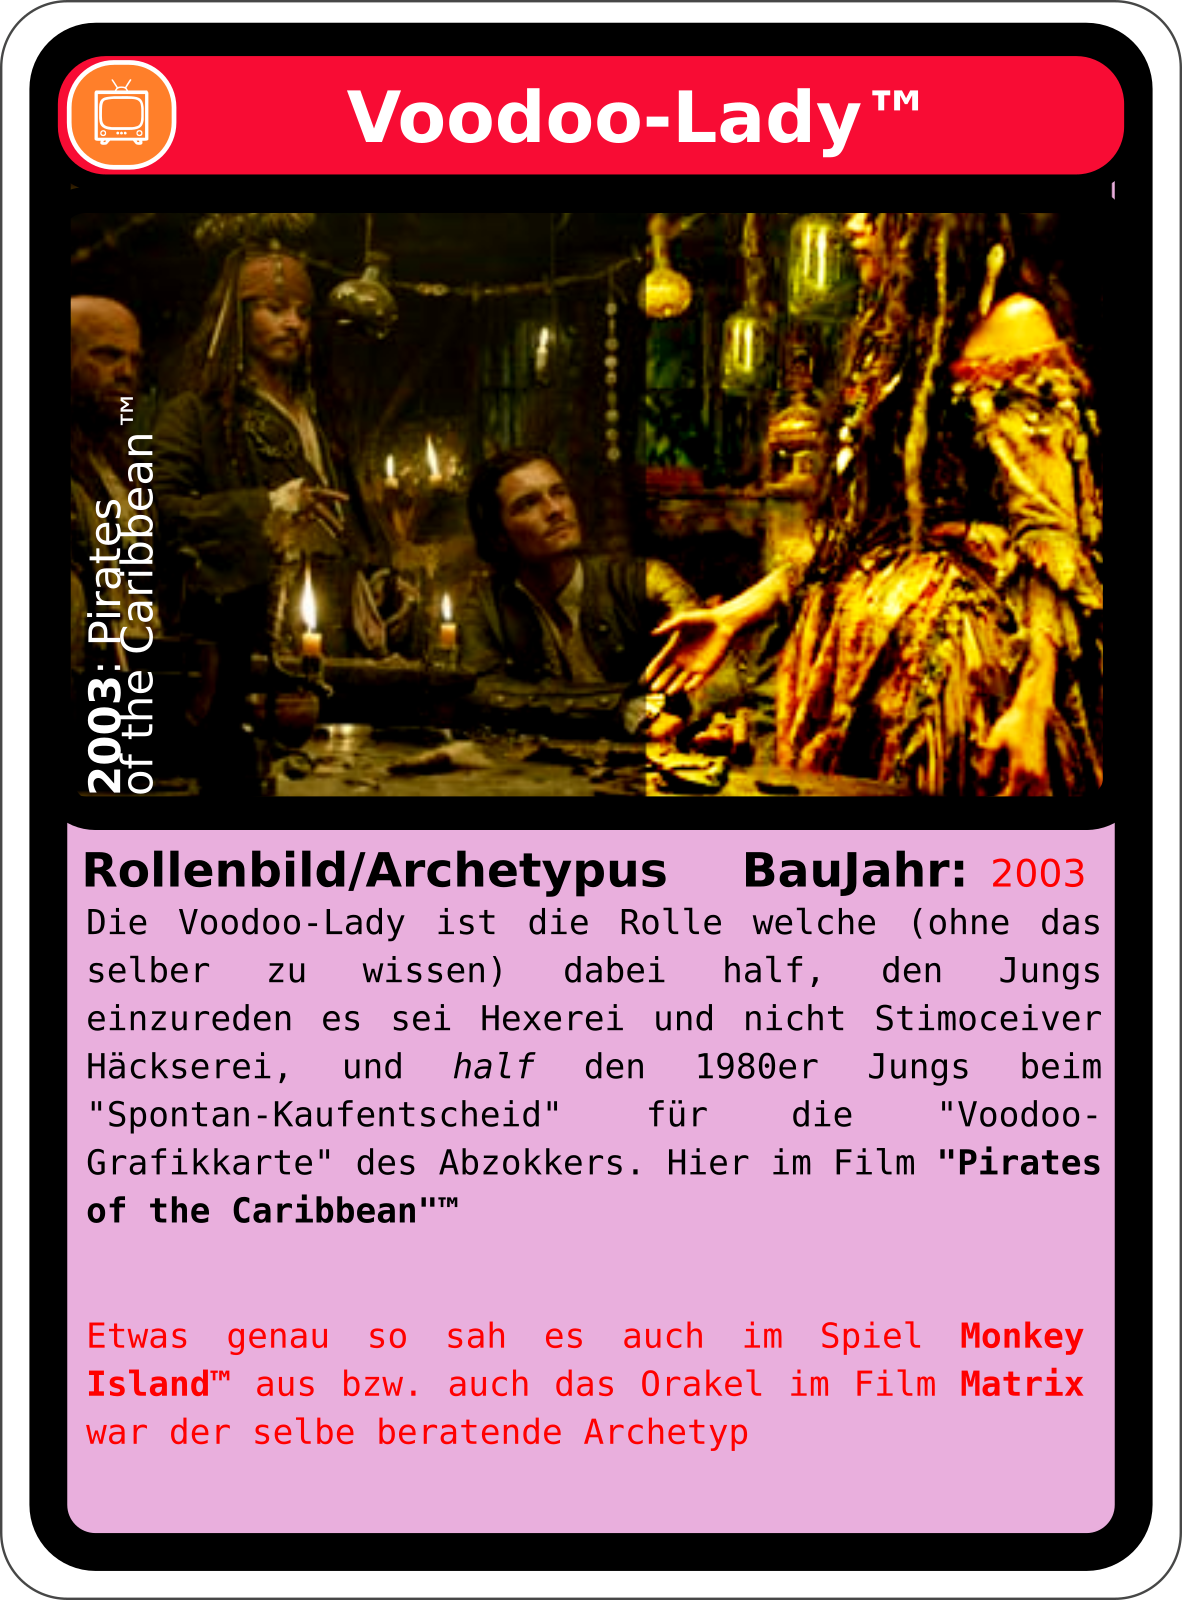 Voodoo-Lady™
2003: Pirates
of the Caribbean™
Rollenbild/Archetypus BauJahr: 2003
Die Voodoo-Lady ist die Rolle welche (ohne das
selber zu wissen) dabei half, den Jungs
einzureden es sei Hexerei und nicht Stimoceiver
Häckserei, und half den 1980er Jungs beim
"Spontan-Kaufentscheid" für die "Voodoo-
Grafikkarte" des Abzokkers. Hier im Film "Pirates
of the Caribbean"™
Etwas genau so sah es auch im Spiel Monkey
Island™ aus bzw. auch das Orakel im Film Matrix
war der selbe beratende Archetyp